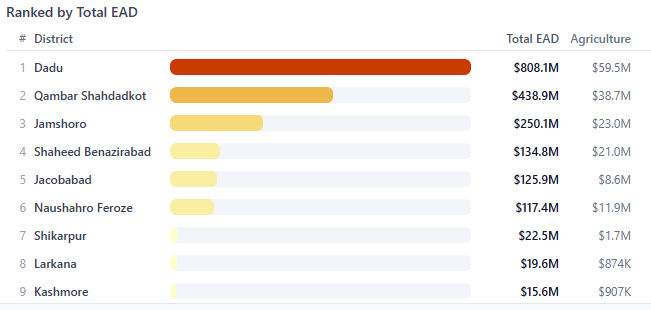 Ranked by Total EAD
# District Total EAD Agriculture
1 Dadu $808.1M $59.5M
2 Qambar Shahdadkot $438.9M $38.7M
3 Jamshoro $250.1M $23.0M
4 Shaheed Benazirabad $134.8M $21.0M
5 Jacobabad $125.9M $8.6M
6 Naushahro Feroze $117.4M $11.9M
7 Shikarpur $22.5M $1.7M
8 Larkana $19.6M $874K
9 Kashmore $15.6M $907K